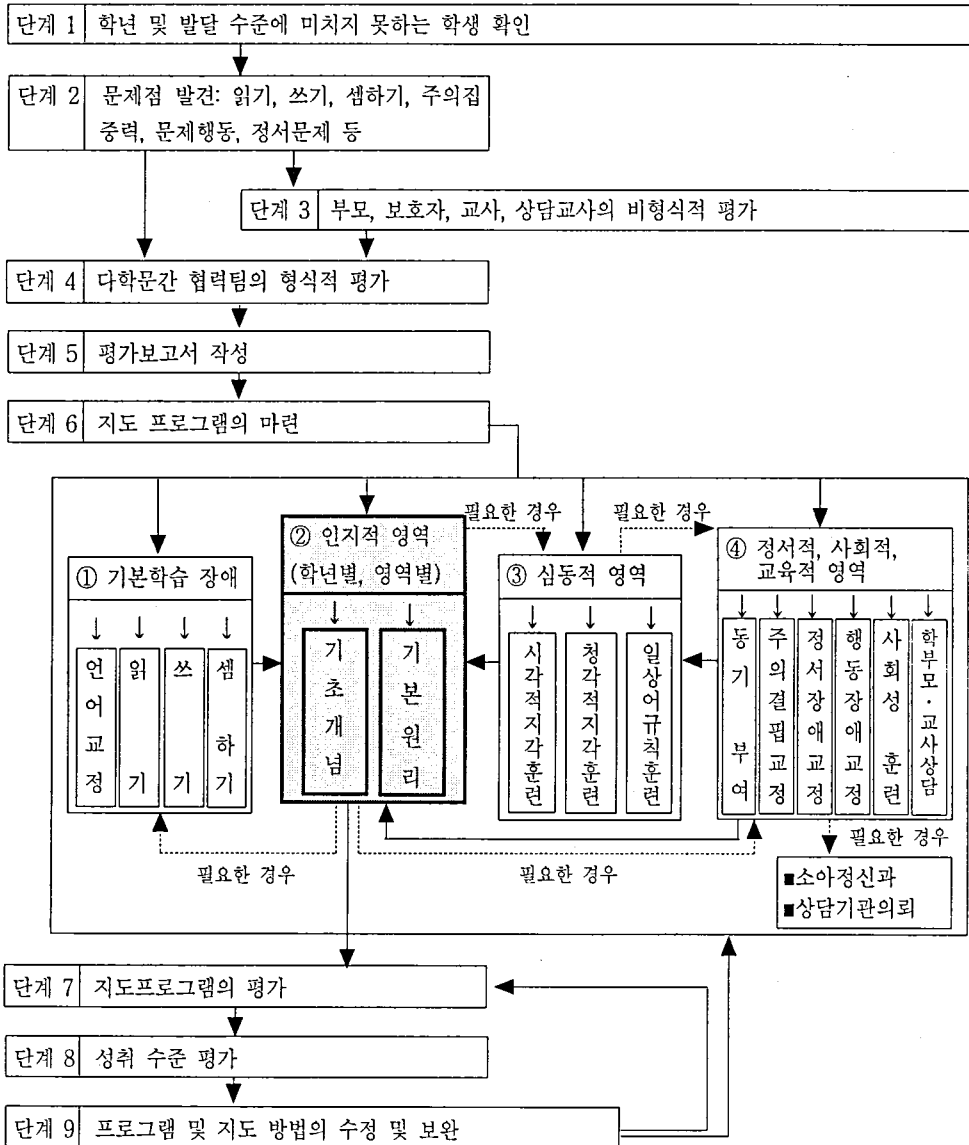 단계 1 학년 및 발달 수준에 미치지 못하는 학생 확인
단계 2 문제점 발견: 읽기, 쓰기, 셈하기, 주의집
중력, 문제행동, 정서문제 등
단계 3 부모, 보호자, 교사, 상담교사의 비형식적 평가
단계 4 다학문간 협력팀의 형식적 평가
단계 5 평가보고서 작성
단계 6 지도 프로그램의 마련
① 기본학습 장애
언어교정
읽기
쓰기
셈하기
② 인지적 영역
(학년별, 영역별)
기초개념
기본원리
필요한 경우
③ 심동적 영역
시각적지각훈련
청각적지각훈련
일상어규칙훈련
필요한 경우
④ 정서적, 사회적,
교육적 영역
동기 부여
주의결핍교정
정서장애교정
행동장애교정
사회성 훈련
학부모·교사상담
필요한 경우
필요한 경우
필요한 경우
■소아정신과
■상담기관의뢰
단계 7 지도프로그램의 평가
단계 8 성취 수준 평가
단계 9 프로그램 및 지도 방법의 수정 및 보완